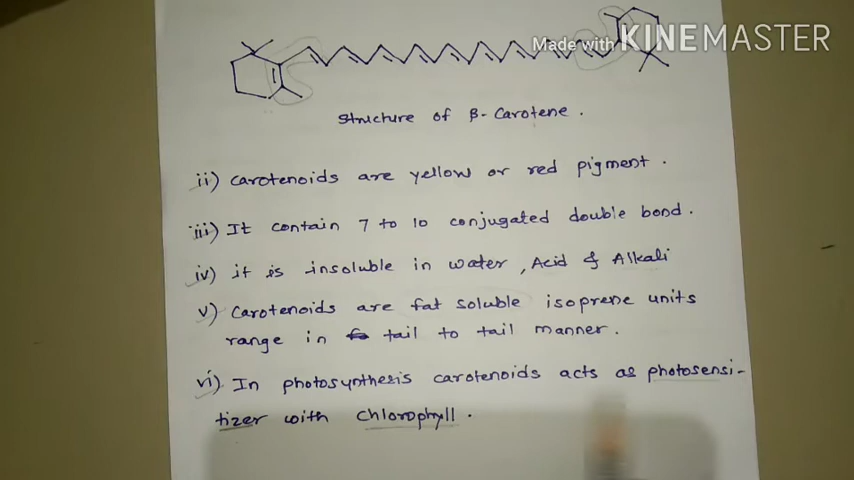 Made with KINEMASTER
Structure of β-Carotene.
ii) Carotenoids are yellow or red pigment.
iii) It contain 7 to 10 conjugated double bond.
iv) it is insoluble in water, Acid & Alkali
v) Carotenoids are fat soluble isoprene units
range in tail to tail manner.
vi) In photosynthesis carotenoids acts as photosensi-
tizer with chlorophyll.